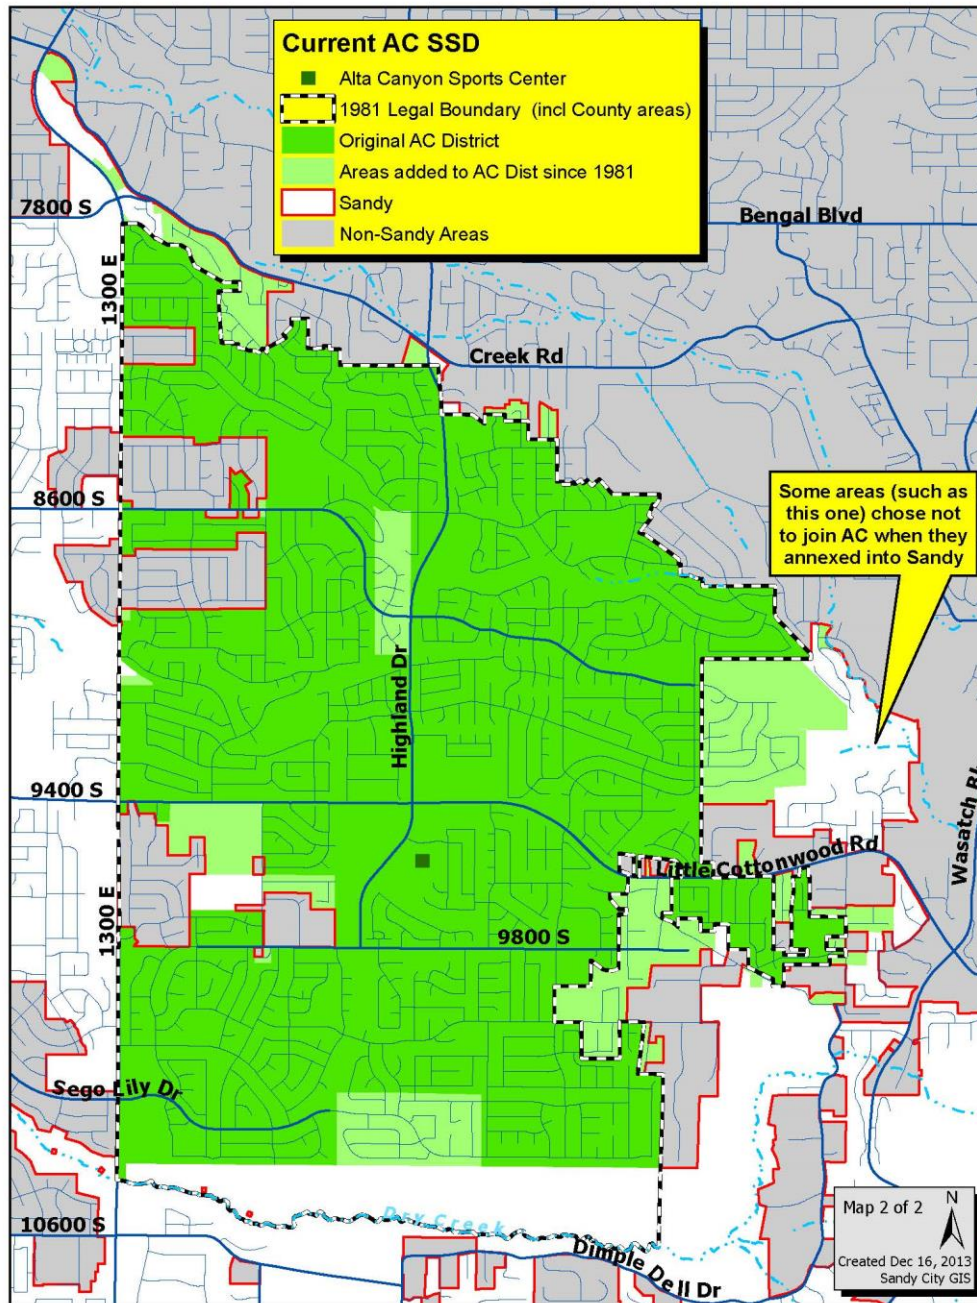 Current AC SSD
Alta Canyon Sports Center
1981 Legal Boundary (incl County areas)
Original AC District
Areas added to AC Dist since 1981
Sandy
Non-Sandy Areas
7800 S
Bengal Blvd
1300 E
Creek Rd
8600 S
Some areas (such as
this one) chose not
to join AC when they
annexed into Sandy
Highland Dr
9400 S
Wasatch Bl
Little Cottonwood Rd
1300 E
9800 S
Sego Lily Dr
Dry Creek
10600 S
Dimple Dell Dr
Map 2 of 2
N
Created Dec 16, 2013
Sandy City GIS